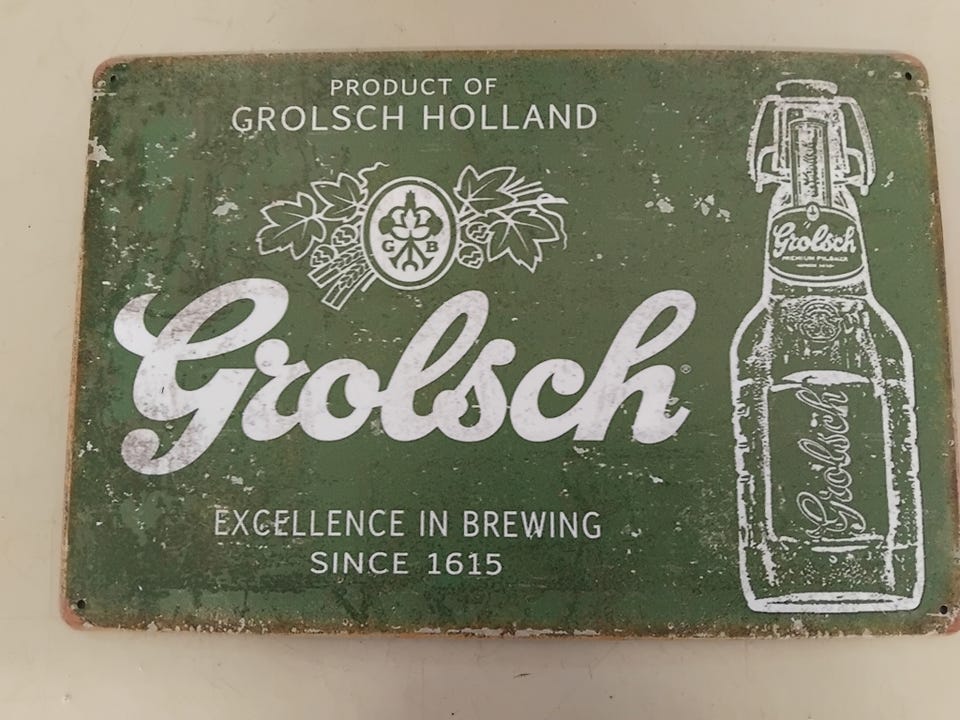 PRODUCT OF
GROLSCH HOLLAND
G B
Grolsch®
EXCELLENCE IN BREWING
SINCE 1615
Grolsch
PREMIUM PILSNER
Grolsch